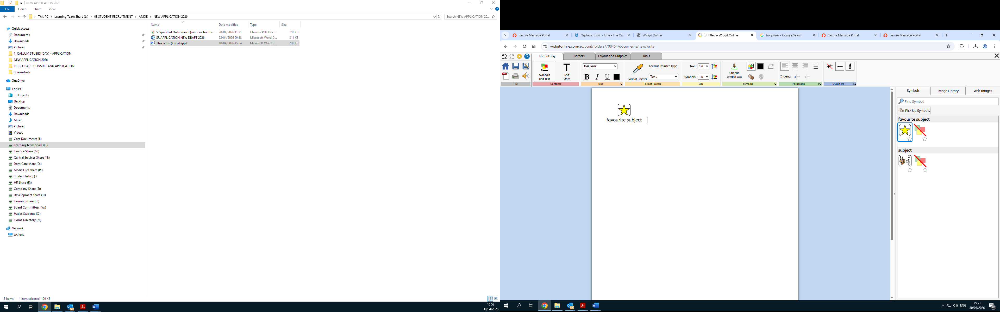 NEW APPLICATION 2026
File Home Share View
This PC Learning Team Share (L:) 08.STUDENT RECRUITMENT ANDIE NEW APPLICATION 2026
Search NEW APPLICATION 20...
Quick access
Documents
Downloads
Pictures
1. CALLUM STUBBS (DAY) - APPLICATION
NEW APPLICATION 2026
RICCO RIAD - CONSULT AND APPLICATION
Screenshots
OneDrive
This PC
3D Objects
Desktop
Documents
Downloads
Music
Pictures
Videos
Core Documents (J:)
Learning Team Share (L:)
Finance Share (M:)
Central Services Share (N:)
Dom Care share (O:)
Media Files share (P:)
Student Info (Q:)
HR Share (R:)
Company Share (S:)
Development share (T:)
Housing share (U:)
Board Committees (W:)
Hades Students (X:)
Home Directory (Z:)
Network
tsclient
Name Date modified Type Size
5. Specified Outcomes. Questions for cus... 20/04/2026 11:21 Chrome PDF Doc... 150 KB
SR APPLICATION NEW DRAFT 2026 22/04/2026 09:18 Microsoft Word D... 311 KB
This is me (visual app) 10/04/2026 15:04 Microsoft Word D... 200 KB
3 items 1 item selected 199 KB
15:53
30/04/2026
Secure Message Portal Orpheus Tours - June - The Orp Widgit Online Untitled – Widgit Online fox poses - Google Search Secure Message Portal Secure Message Portal
widgitonline.com/account/folders/708454/documents/new/write
Formatting Borders Layout and Graphics Tools
Symbols and Text
Text Only
BeClear
B I U
Format Painter
Format Painter Type:
Text
Text: 14
Symbols: 14
Change symbol text
Indent:
File Contents Text Format Painter Size Symbols Paragraph Qualifiers
favourite subject
Symbols Image Library Web Images
Find Symbol
Pick Up Symbols
favourite subject
subject
2
+3
5
ENG
15:53
30/04/2026
20